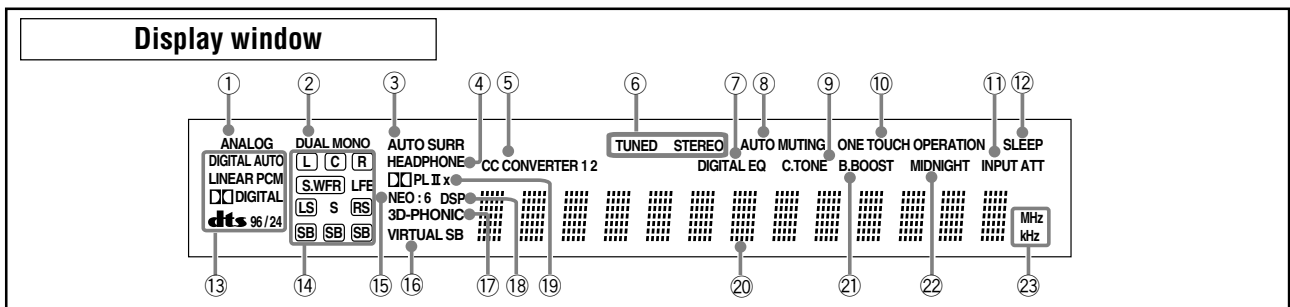 Display window
① ② ③ ④ ⑤ ⑥ ⑦ ⑧ ⑨ ⑩ ⑪ ⑫
ANALOG DUAL MONO AUTO SURR TUNED STEREO AUTO MUTING ONE TOUCH OPERATION SLEEP
DIGITAL AUTO L C R HEADPHONE CC CONVERTER 1 2 DIGITAL EQ C.TONE B.BOOST MIDNIGHT INPUT ATT
LINEAR PCM S.WFR LFE PL II x
DIGITAL NEO : 6 DSP
dts 96 / 24 LS S RS 3D-PHONIC MHz
SB SB SB VIRTUAL SB kHz
⑬ ⑭ ⑮ ⑯ ⑰ ⑱ ⑲ ⑳ ㉑ ㉒ ㉓